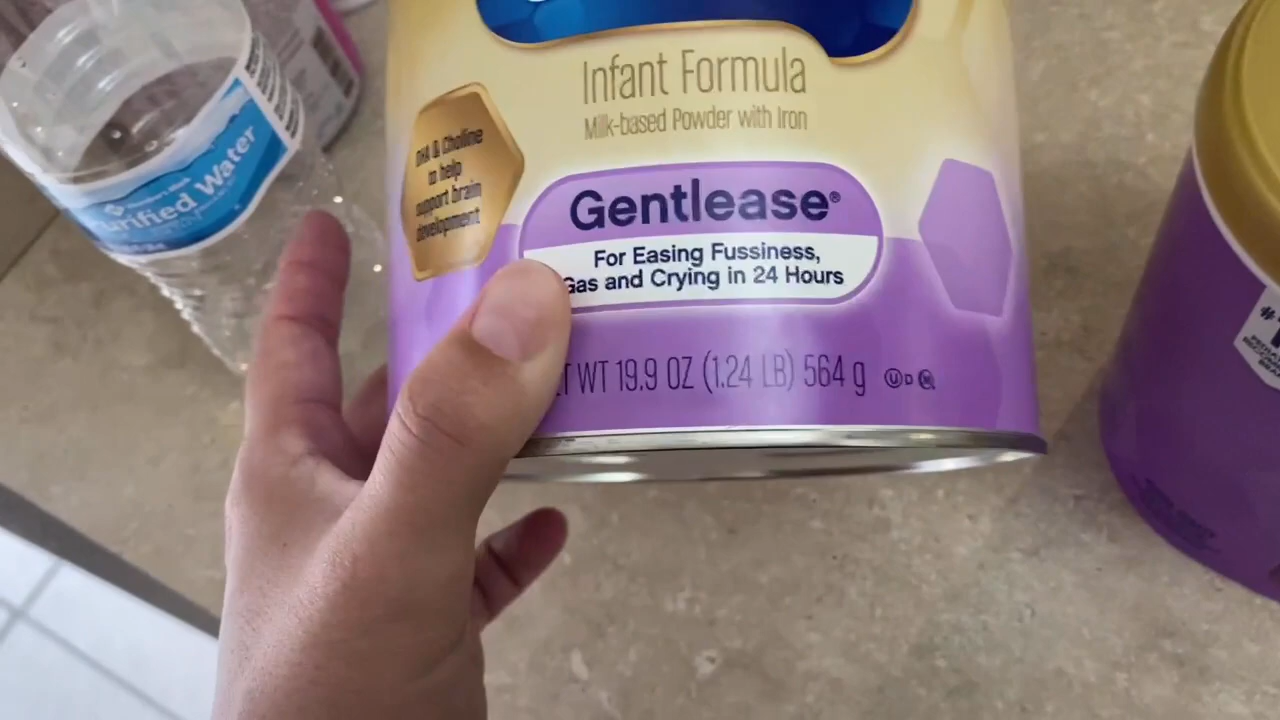 Purified Water
Infant Formula
Milk-based Powder with Iron
DHA & Choline
to help
support brain
development
Gentlease®
For Easing Fussiness,
Gas and Crying in 24 Hours
T WT 19.9 OZ (1.24 LB) 564 g U D